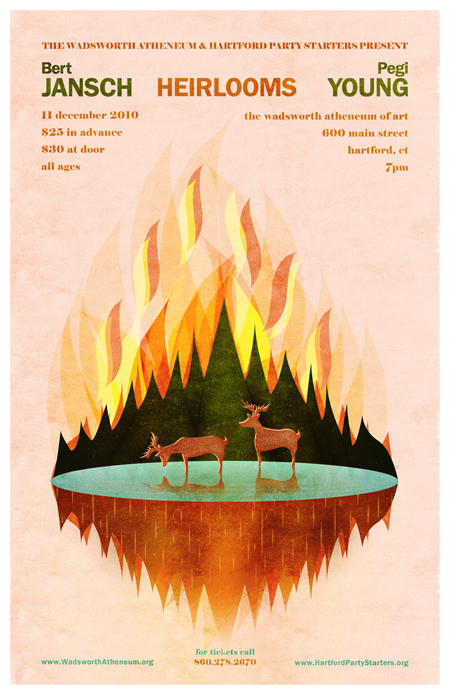 THE WADSWORTH ATHENEUM & HARTFORD PARTY STARTERS PRESENT
Bert JANSCH
HEIRLOOMS
Pegi YOUNG
11 december 2010
$25 in advance
$30 at door
all ages
the wadsworth atheneum of art
600 main street
hartford, ct
7pm
for tickets call
860.278.2670
www.WadsworthAtheneum.org
www.HartfordPartyStarters.org